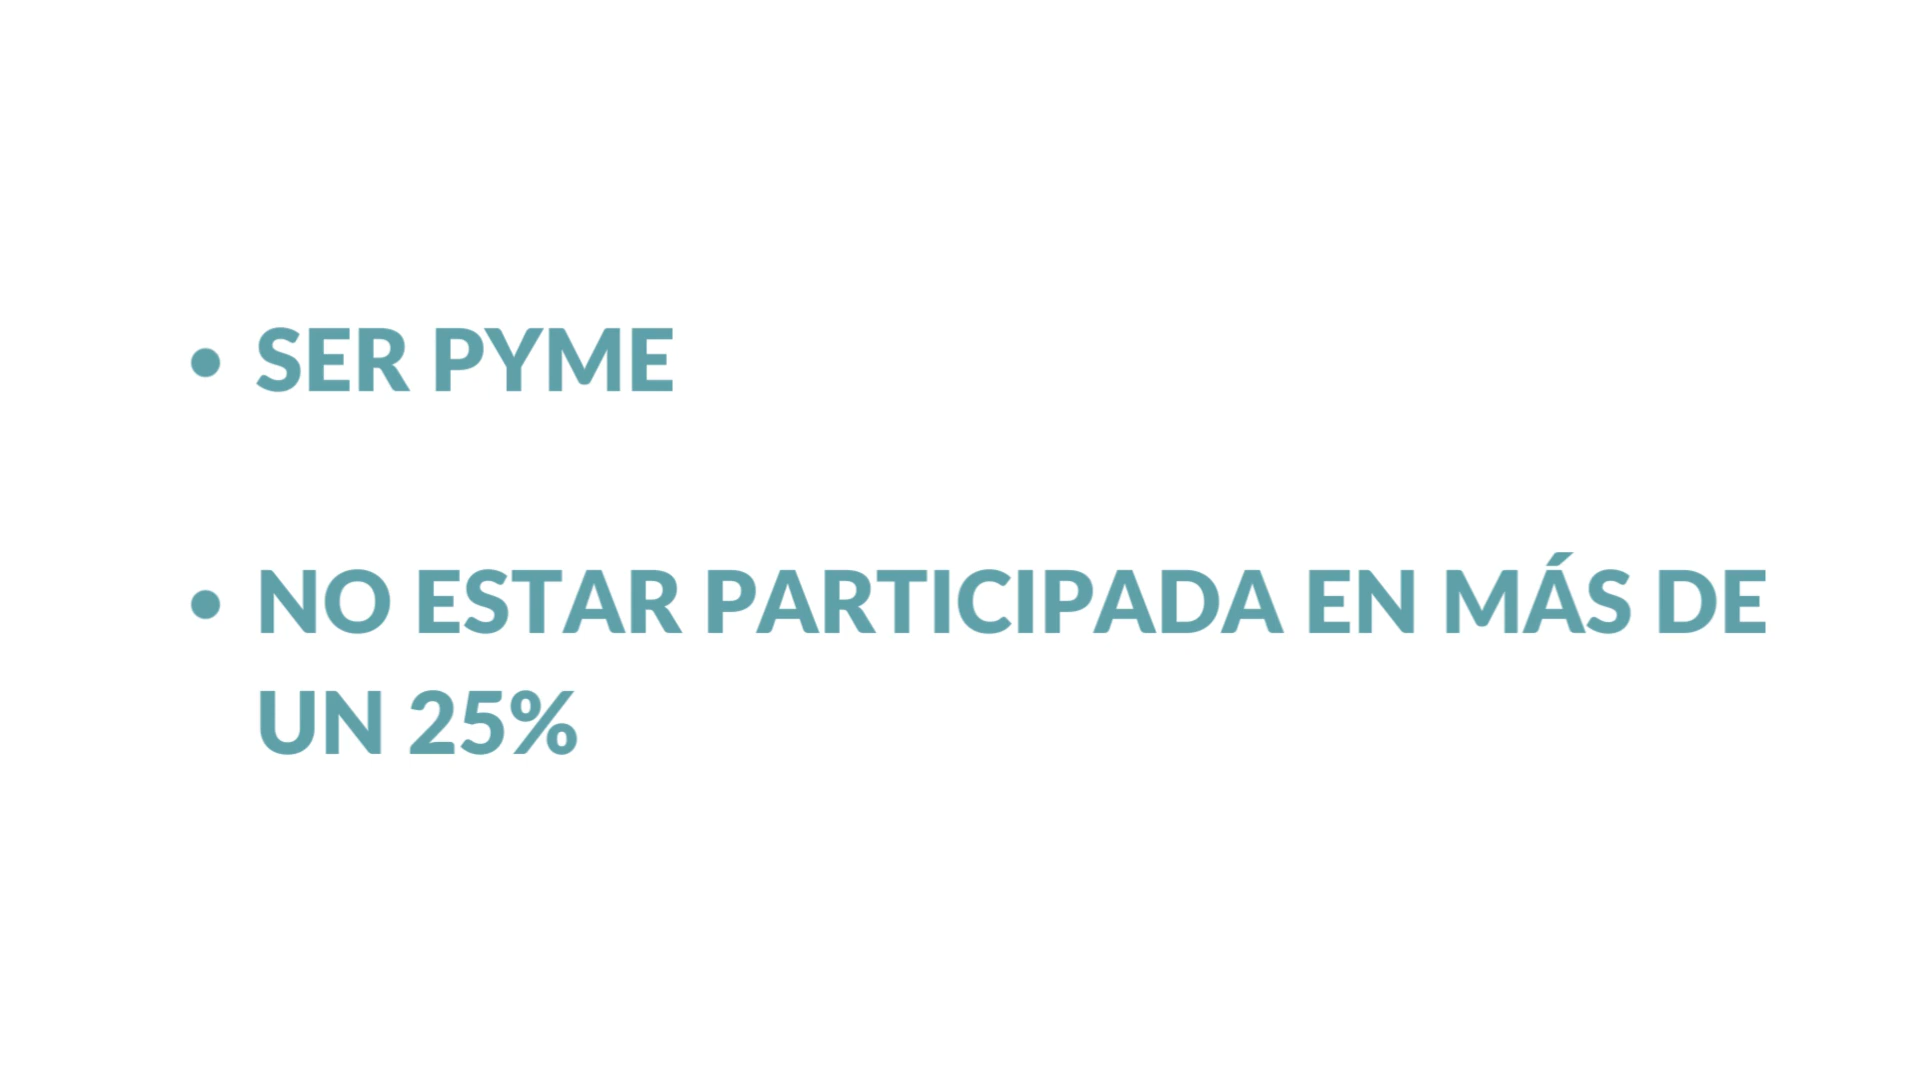 • SER PYME
• NO ESTAR PARTICIPADA EN MÁS DE
UN 25%